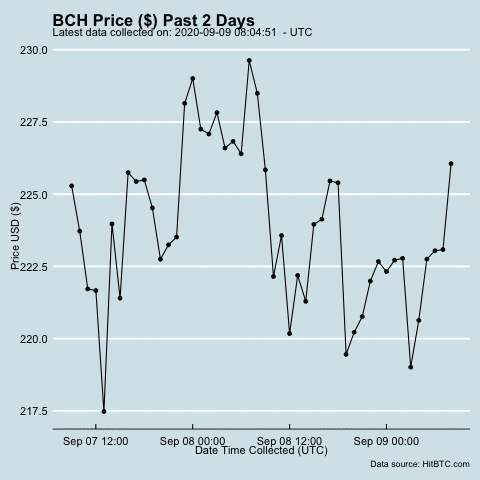 BCH Price ($) Past 2 Days
Latest data collected on: 2020-09-09 08:04:51 - UTC
230.0
227.5
225.0
222.5
220.0
217.5
Price USD ($)
Sep 07 12:00
Sep 08 00:00
Sep 08 12:00
Sep 09 00:00
Date Time Collected (UTC)
Data source: HitBTC.com